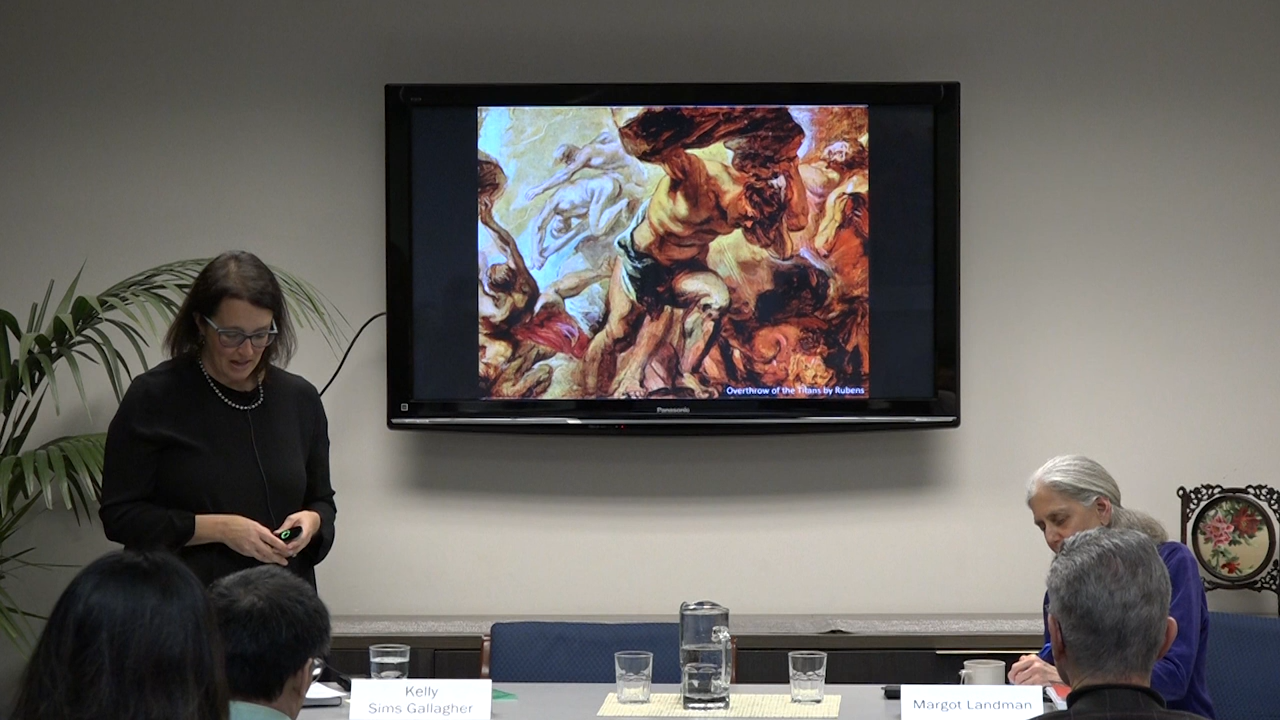 Overthrow of the Titans by Rubens
Panasonic
Kelly
Sims Gallagher
Margot Landman